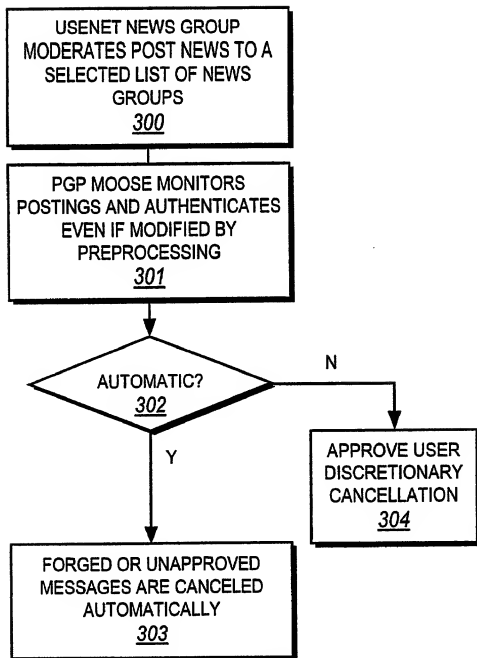 USENET NEWS GROUP
MODERATES POST NEWS TO A
SELECTED LIST OF NEWS
GROUPS
300
PGP MOOSE MONITORS
POSTINGS AND AUTHENTICATES
EVEN IF MODIFIED BY
PREPROCESSING
301
AUTOMATIC?
302
N
Y
APPROVE USER
DISCRETIONARY
CANCELLATION
304
FORGED OR UNAPPROVED
MESSAGES ARE CANCELED
AUTOMATICALLY
303